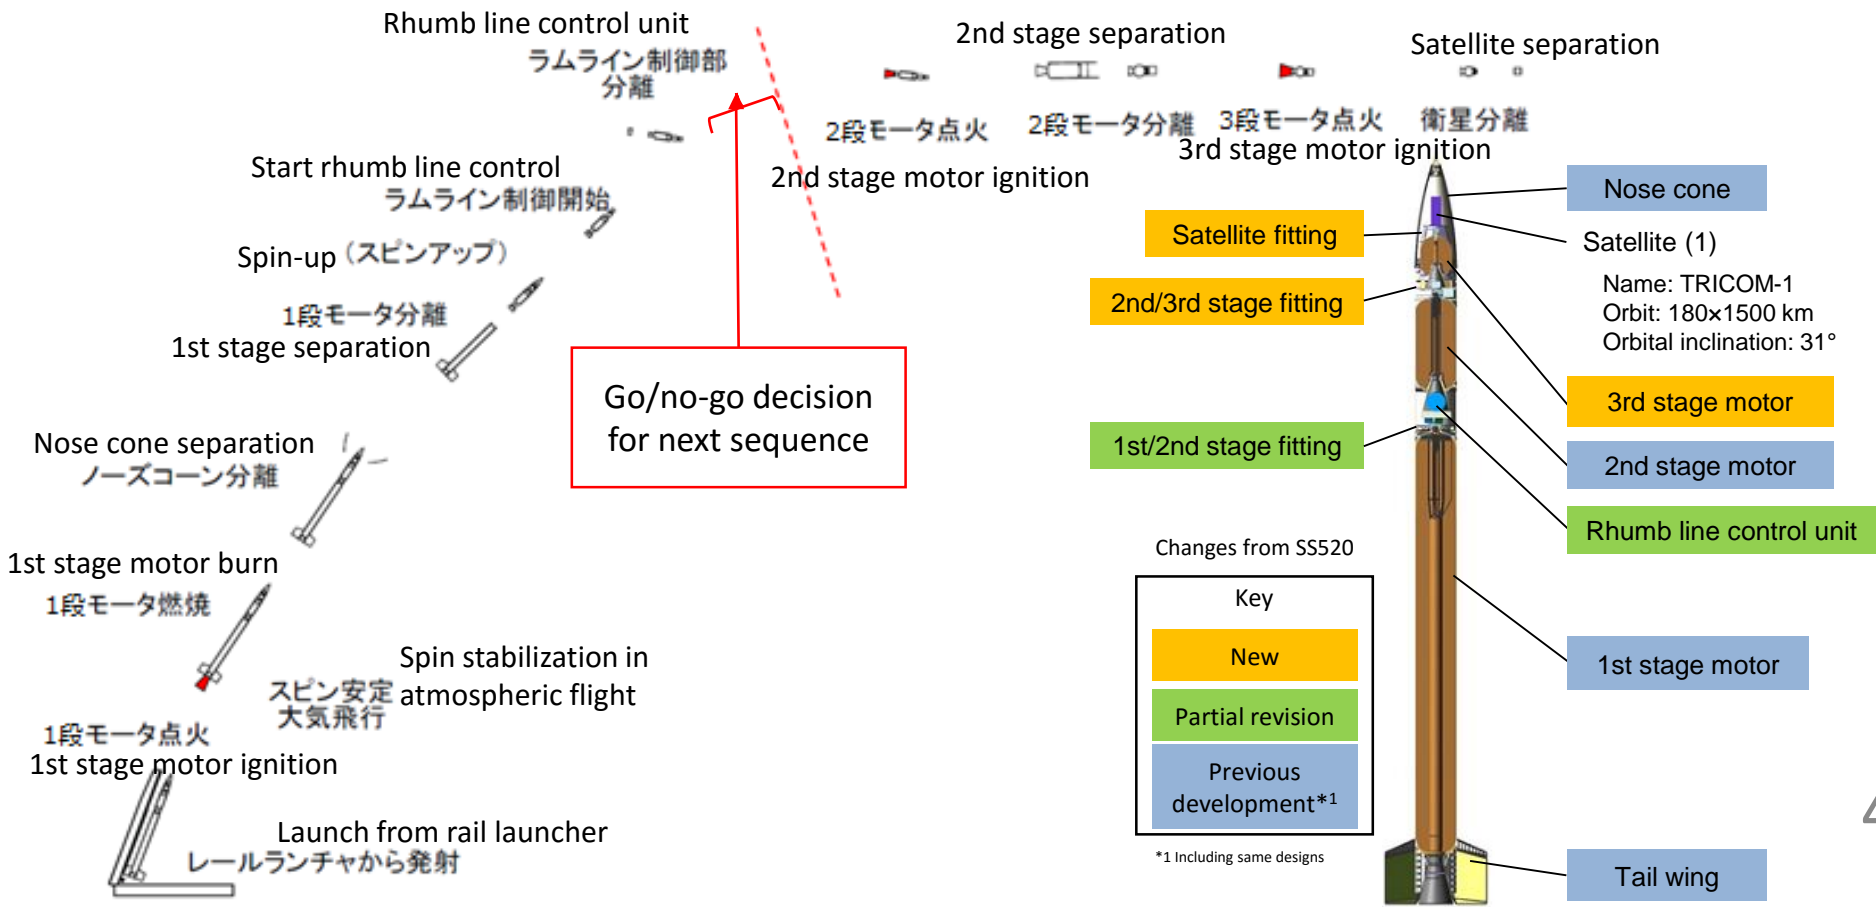 Rhumb line control unit
ラムライン制御部
分離
2nd stage separation
Satellite separation
2段モータ点火
2段モータ分離
3段モータ点火
衛星分離
2nd stage motor ignition
3rd stage motor ignition
Start rhumb line control
ラムライン制御開始
Spin-up (スピンアップ)
1段モータ分離
1st stage separation
Go/no-go decision
for next sequence
Nose cone separation
ノーズコーン分離
1st stage motor burn
1段モータ燃焼
Spin stabilization in
atmospheric flight
スピン安定
大気飛行
1段モータ点火
1st stage motor ignition
Launch from rail launcher
レールランチャから発射
Nose cone
Satellite fitting
Satellite (1)
Name: TRICOM-1
Orbit: 180×1500 km
Orbital inclination: 31°
2nd/3rd stage fitting
3rd stage motor
1st/2nd stage fitting
2nd stage motor
Rhumb line control unit
1st stage motor
Tail wing
Changes from SS520
Key
New
Partial revision
Previous
development*1
*1 Including same designs